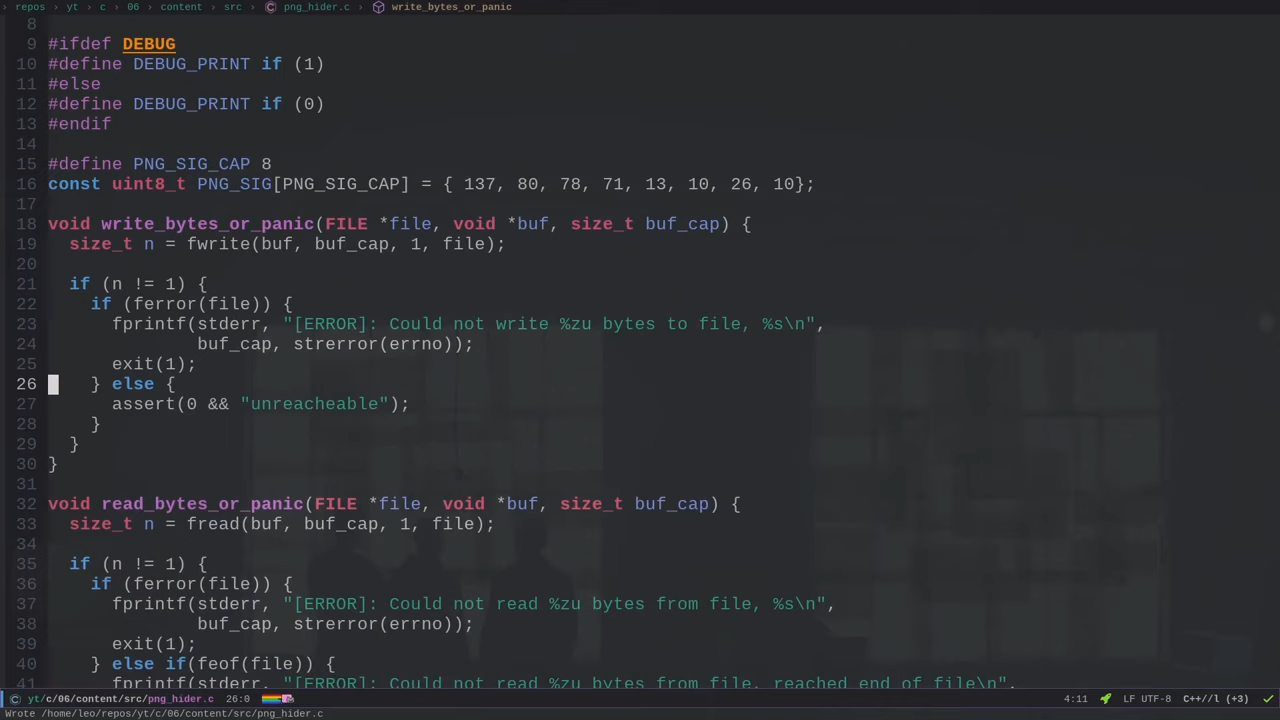 repos > yt > c > 06 > content > src > png_hider.c > write_bytes_or_panic
8
9 #ifdef DEBUG
10 #define DEBUG_PRINT if (1)
11 #else
12 #define DEBUG_PRINT if (0)
13 #endif
14
15 #define PNG_SIG_CAP 8
16 const uint8_t PNG_SIG[PNG_SIG_CAP] = { 137, 80, 78, 71, 13, 10, 26, 10};
17
18 void write_bytes_or_panic(FILE *file, void *buf, size_t buf_cap) {
19   size_t n = fwrite(buf, buf_cap, 1, file);
20
21   if (n != 1) {
22     if (ferror(file)) {
23       fprintf(stderr, "[ERROR]: Could not write %zu bytes to file, %s\n",
24               buf_cap, strerror(errno));
25       exit(1);
26     } else {
27       assert(0 && "unreacheable");
28     }
29   }
30 }
31
32 void read_bytes_or_panic(FILE *file, void *buf, size_t buf_cap) {
33   size_t n = fread(buf, buf_cap, 1, file);
34
35   if (n != 1) {
36     if (ferror(file)) {
37       fprintf(stderr, "[ERROR]: Could not read %zu bytes from file, %s\n",
38               buf_cap, strerror(errno));
39       exit(1);
40     } else if(feof(file)) {
41       fprintf(stderr, "[ERROR]: Could not read %zu bytes from file, reached end of file\n",
yt/c/06/content/src/png_hider.c 26:0 4:11 LF UTF-8 C++//l (+3)
Wrote /home/leo/repos/yt/c/06/content/src/png_hider.c